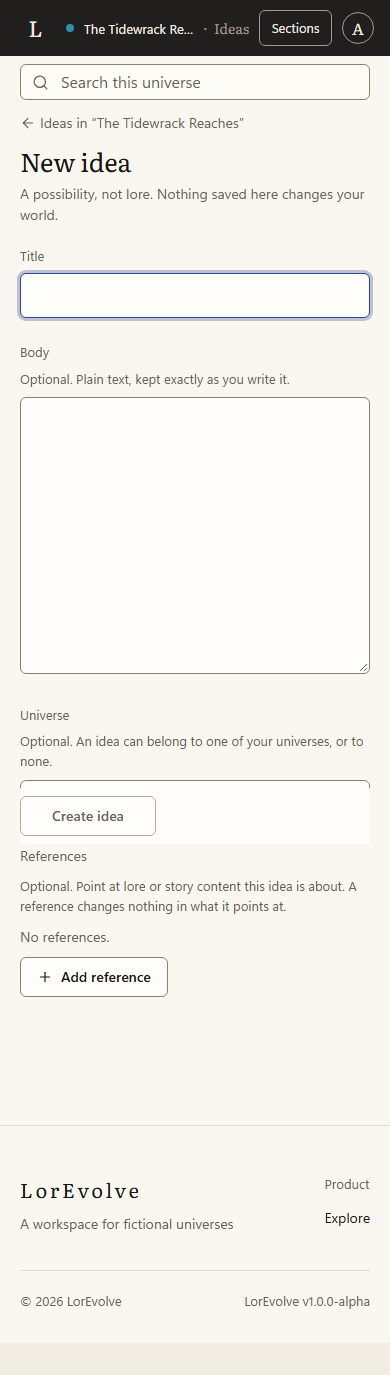 L
The Tidewrack Re... · Ideas
Sections
A
Search this universe
← Ideas in "The Tidewrack Reaches"
New idea
A possibility, not lore. Nothing saved here changes your
world.
Title
Body
Optional. Plain text, kept exactly as you write it.
Universe
Optional. An idea can belong to one of your universes, or to
none.
Create idea
References
Optional. Point at lore or story content this idea is about. A
reference changes nothing in what it points at.
No references.
+ Add reference
LorEvolve
A workspace for fictional universes
Product
Explore
© 2026 LorEvolve
LorEvolve v1.0.0-alpha